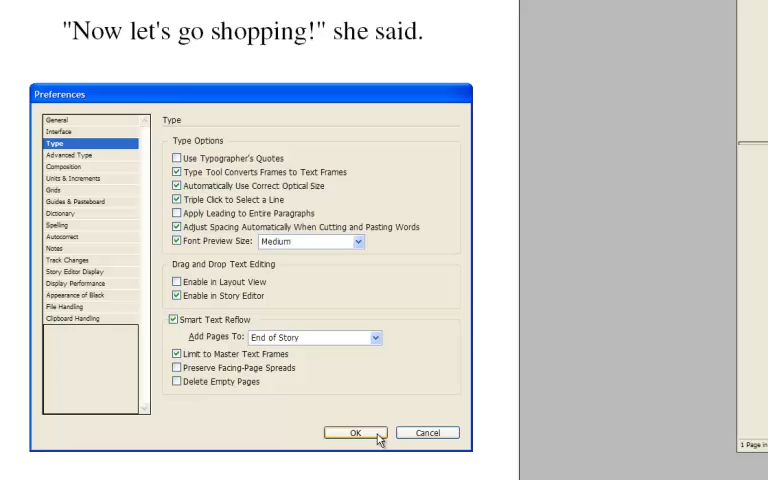 "Now let's go shopping!" she said.
Preferences
General
Interface
Type
Advanced Type
Composition
Units & Increments
Grids
Guides & Pasteboard
Dictionary
Spelling
Autocorrect
Notes
Track Changes
Story Editor Display
Display Performance
Appearance of Black
File Handling
Clipboard Handling
Type
Type Options
Use Typographer's Quotes
Type Tool Converts Frames to Text Frames
Automatically Use Correct Optical Size
Triple Click to Select a Line
Apply Leading to Entire Paragraphs
Adjust Spacing Automatically When Cutting and Pasting Words
Font Preview Size: Medium
Drag and Drop Text Editing
Enable in Layout View
Enable in Story Editor
Smart Text Reflow
Add Pages To: End of Story
Limit to Master Text Frames
Preserve Facing-Page Spreads
Delete Empty Pages
OK Cancel
1 Page in